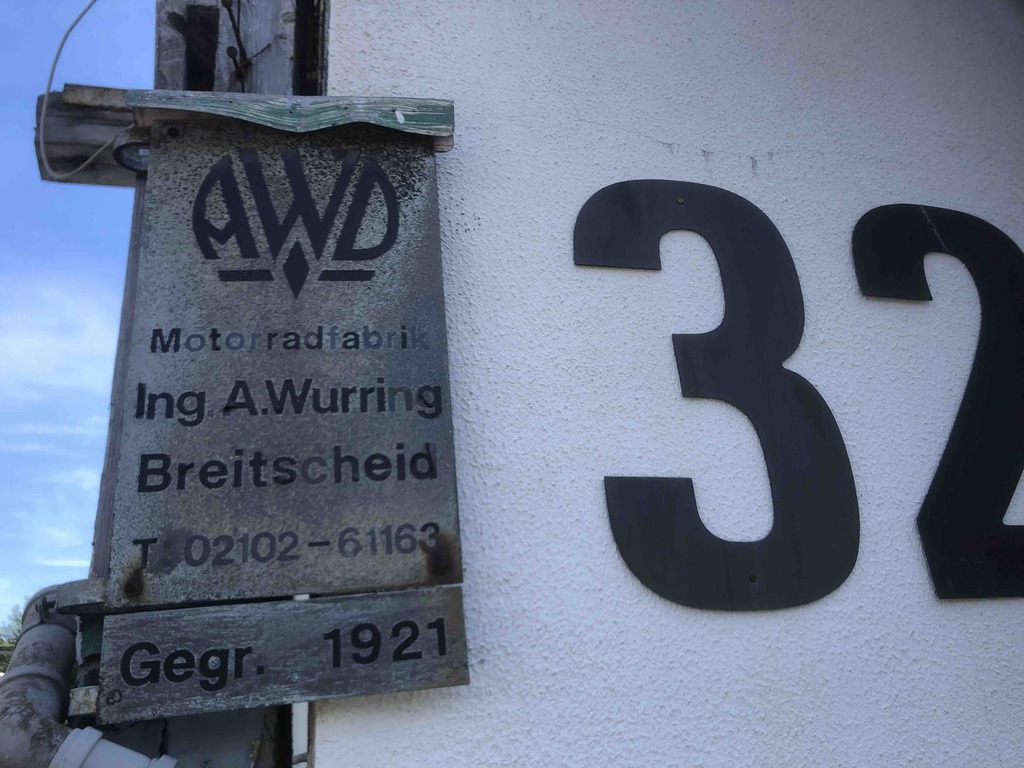 AWD
Motorradfabrik
Ing. A.Wurring
Breitscheid
T: 02102-61163
Gegr. 1921
32